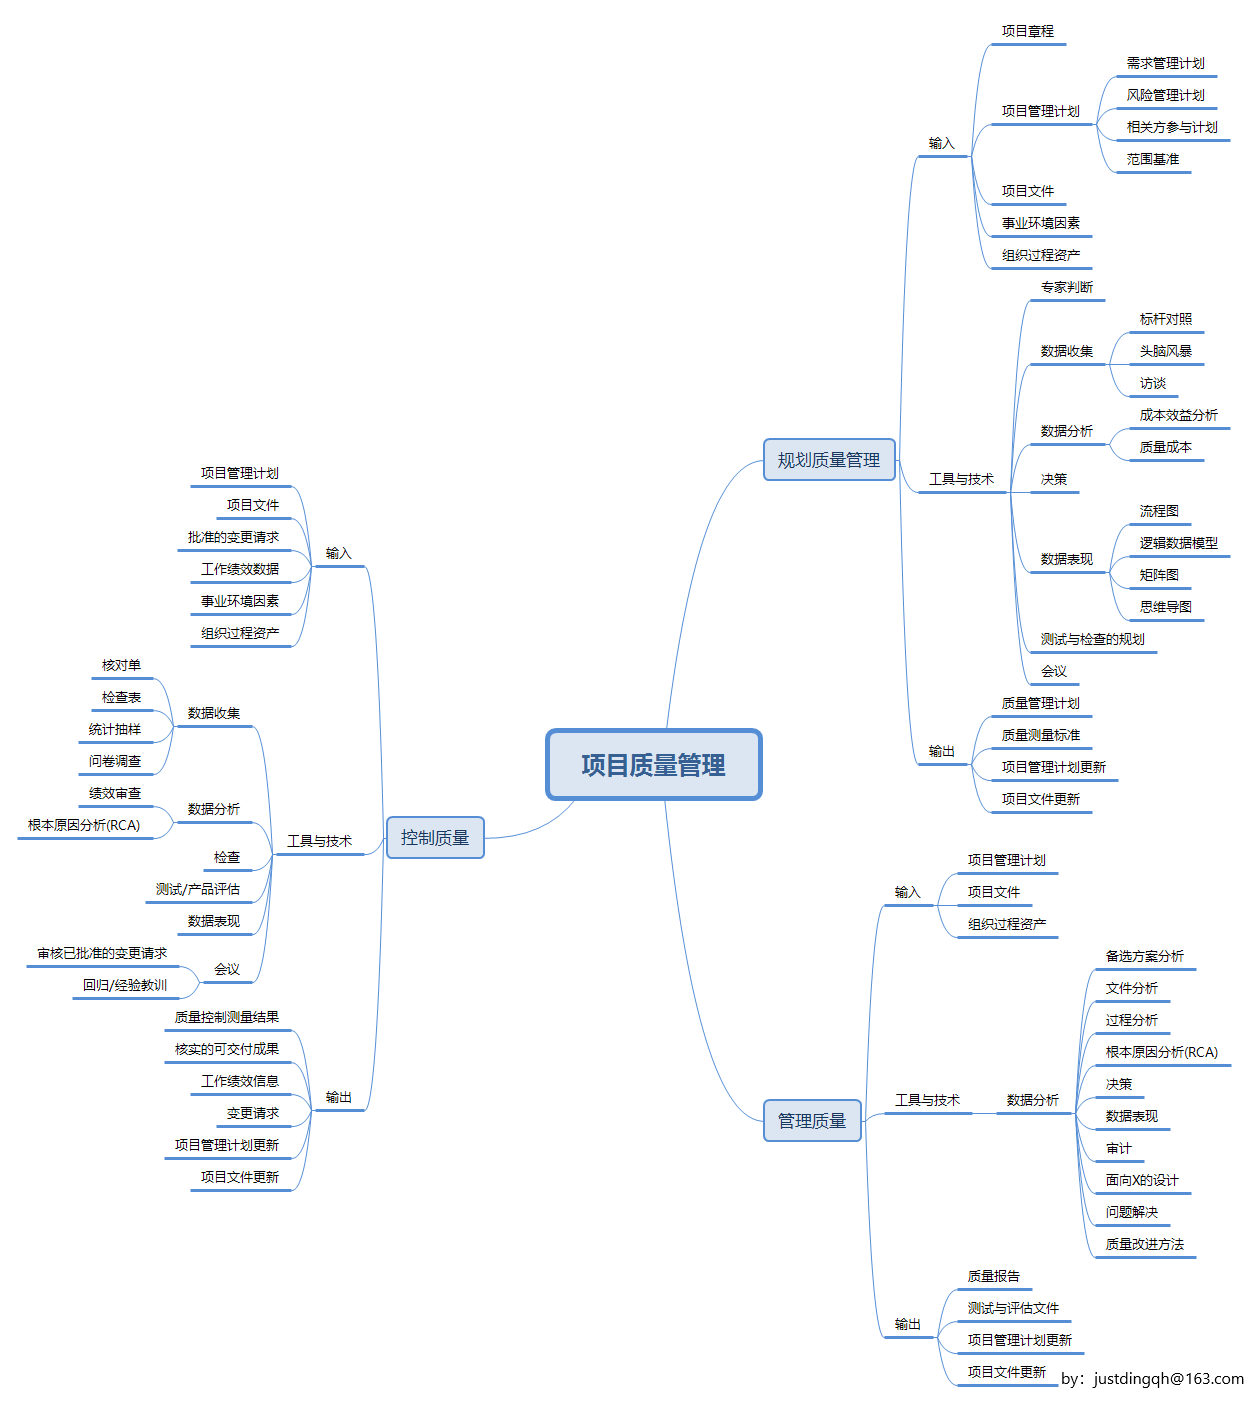 项目质量管理
规划质量管理
输入
项目章程
项目管理计划
需求管理计划
风险管理计划
相关方参与计划
范围基准
项目文件
事业环境因素
组织过程资产
工具与技术
专家判断
数据收集
标杆对照
头脑风暴
访谈
数据分析
成本效益分析
质量成本
决策
数据表现
流程图
逻辑数据模型
矩阵图
思维导图
测试与检查的规划
会议
输出
质量管理计划
质量测量标准
项目管理计划更新
项目文件更新
管理质量
输入
项目管理计划
项目文件
组织过程资产
工具与技术
数据分析
备选方案分析
文件分析
过程分析
根本原因分析(RCA)
决策
数据表现
审计
面向X的设计
问题解决
质量改进方法
输出
质量报告
测试与评估文件
项目管理计划更新
项目文件更新
控制质量
输入
项目管理计划
项目文件
批准的变更请求
工作绩效数据
事业环境因素
组织过程资产
工具与技术
数据收集
核对单
检查表
统计抽样
问卷调查
数据分析
绩效审查
根本原因分析(RCA)
检查
测试/产品评估
数据表现
会议
审核已批准的变更请求
回归/经验教训
输出
质量控制测量结果
核实的可交付成果
工作绩效信息
变更请求
项目管理计划更新
项目文件更新
by：justdingqh@163.com